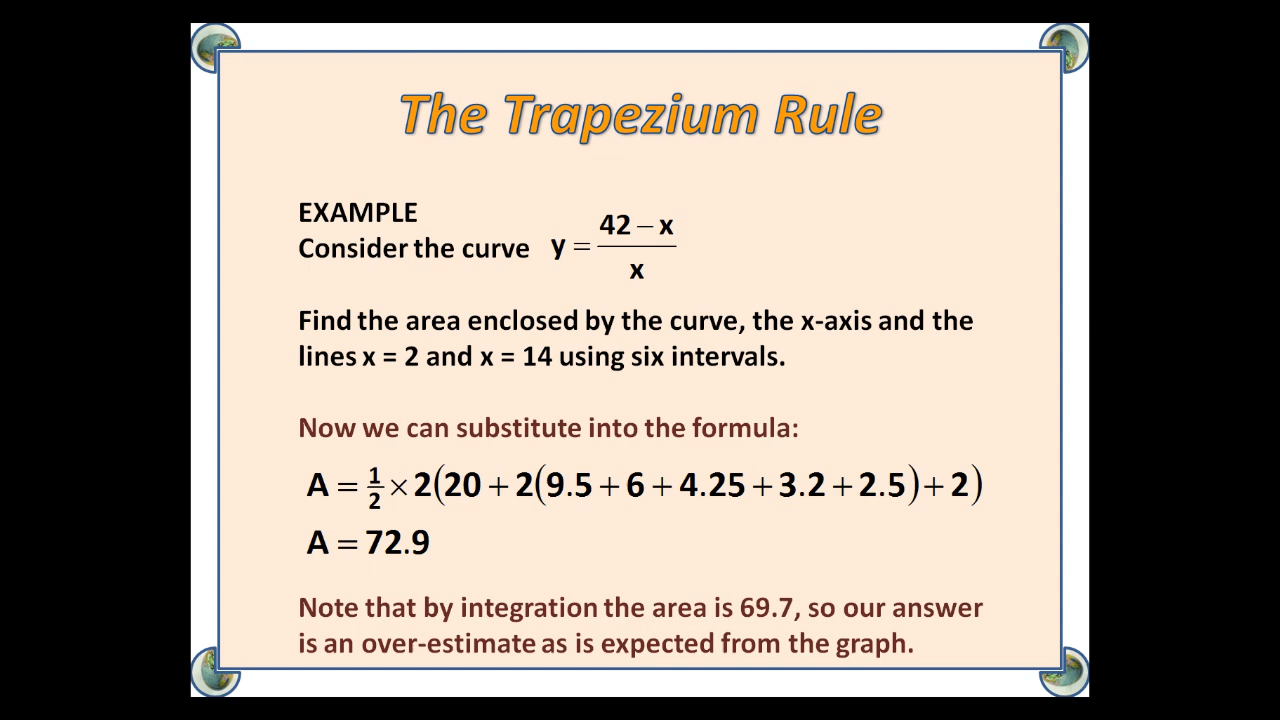 The Trapezium Rule
EXAMPLE
Consider the curve y = (42 − x)/x
Find the area enclosed by the curve, the x-axis and the
lines x = 2 and x = 14 using six intervals.
Now we can substitute into the formula:
A = ½ × 2(20 + 2(9.5 + 6 + 4.25 + 3.2 + 2.5) + 2)
A = 72.9
Note that by integration the area is 69.7, so our answer
is an over-estimate as is expected from the graph.